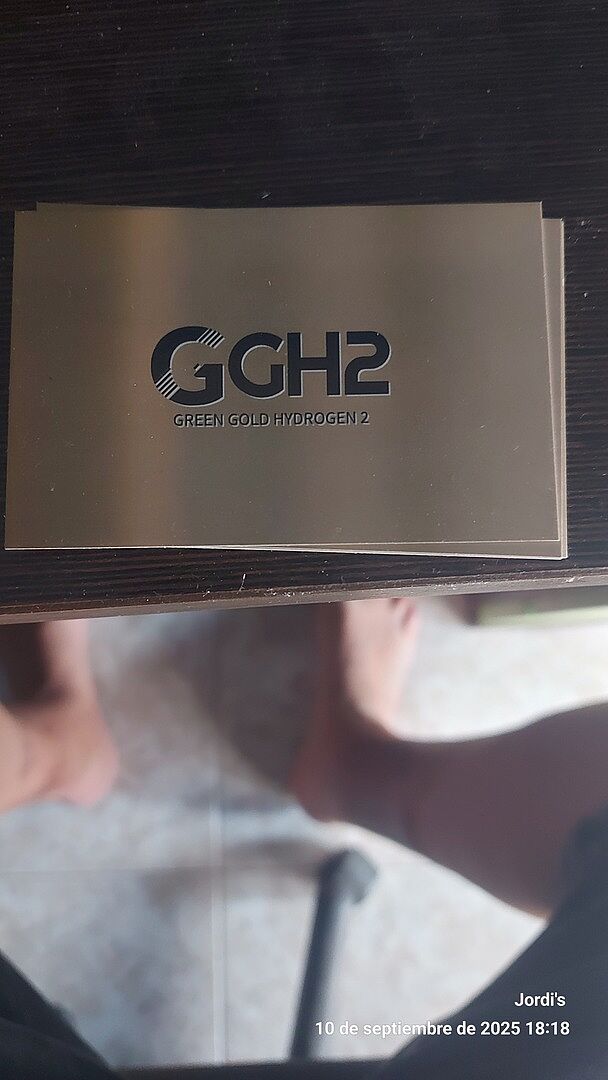 GGH2
GREEN GOLD HYDROGEN 2
Jordi's
10 de septiembre de 2025 18:18